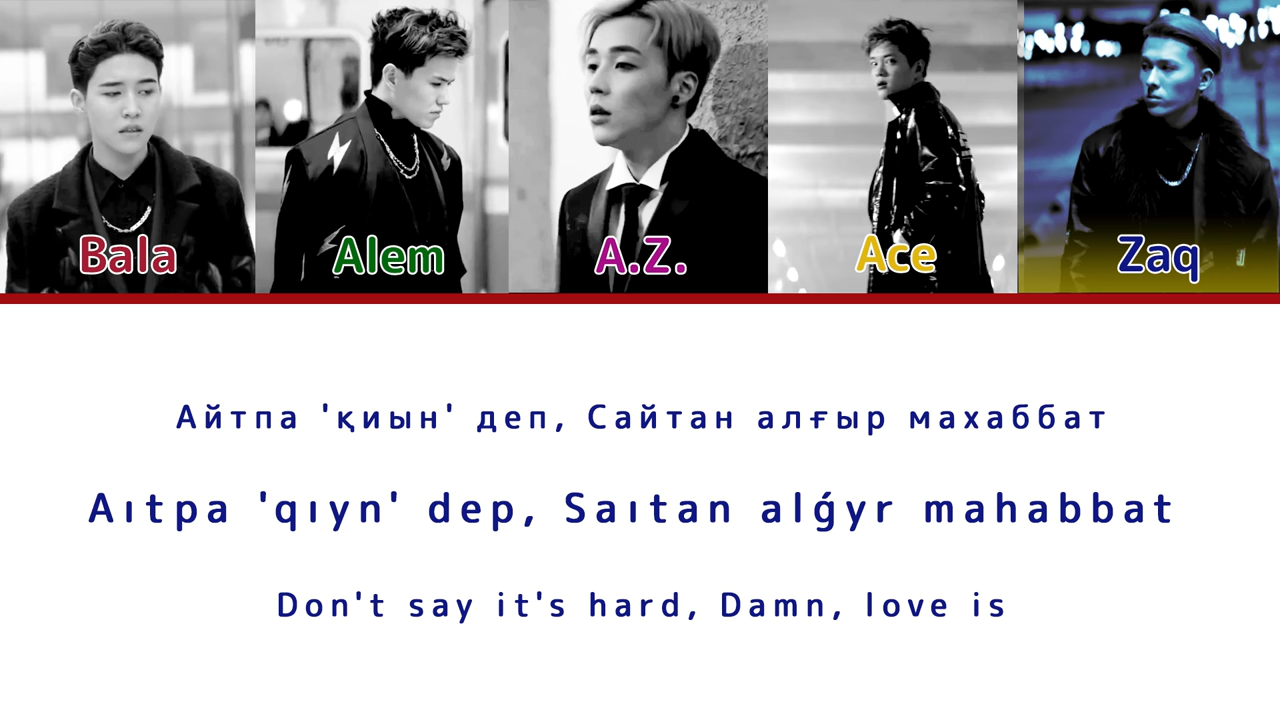 Bala Alem A.Z. Ace Zaq
Айтпа 'қиын' деп, Сайтан алғыр махаббат
Aıtpa 'qıyn' dep, Saıtan alǵyr mahabbat
Don't say it's hard, Damn, love is